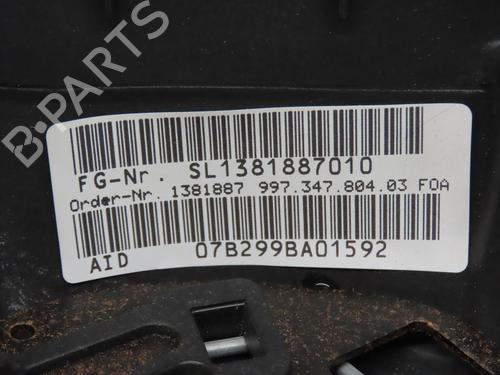 B-PARTS
FG-Nr. SL1381887010
Order-Nr. 1381887 997.347.804.03 FOA
AID 07B299BA01592